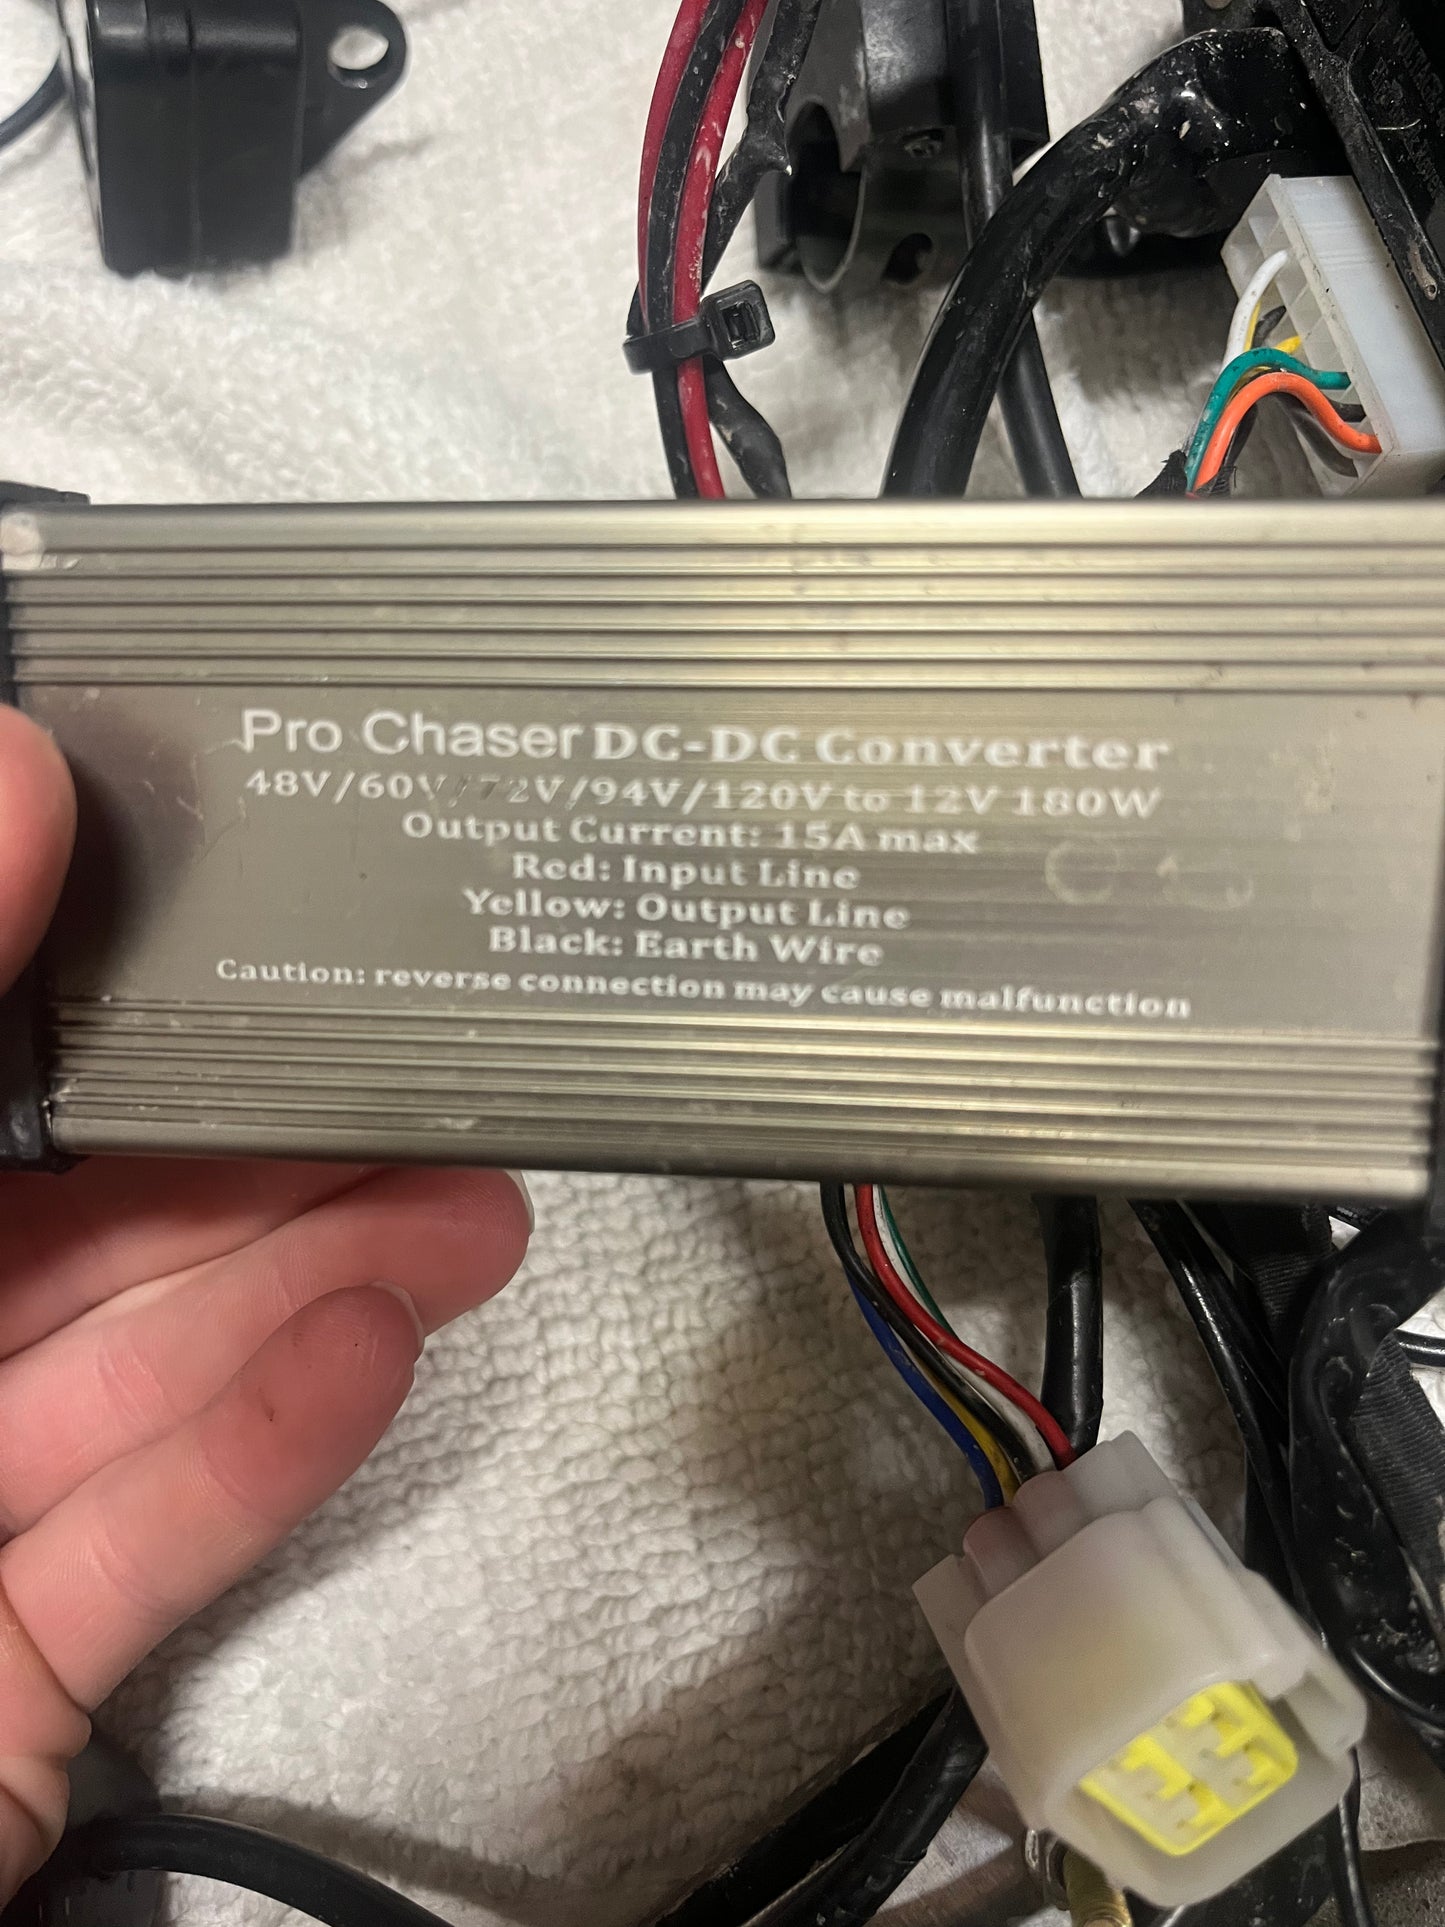 Pro Chaser DC-DC Converter
48V/60V/72V/94V/120V to 12V 180W
Output Current: 15A max
Red: Input Line
Yellow: Output Line
Black: Earth Wire
Caution: reverse connection may cause malfunction